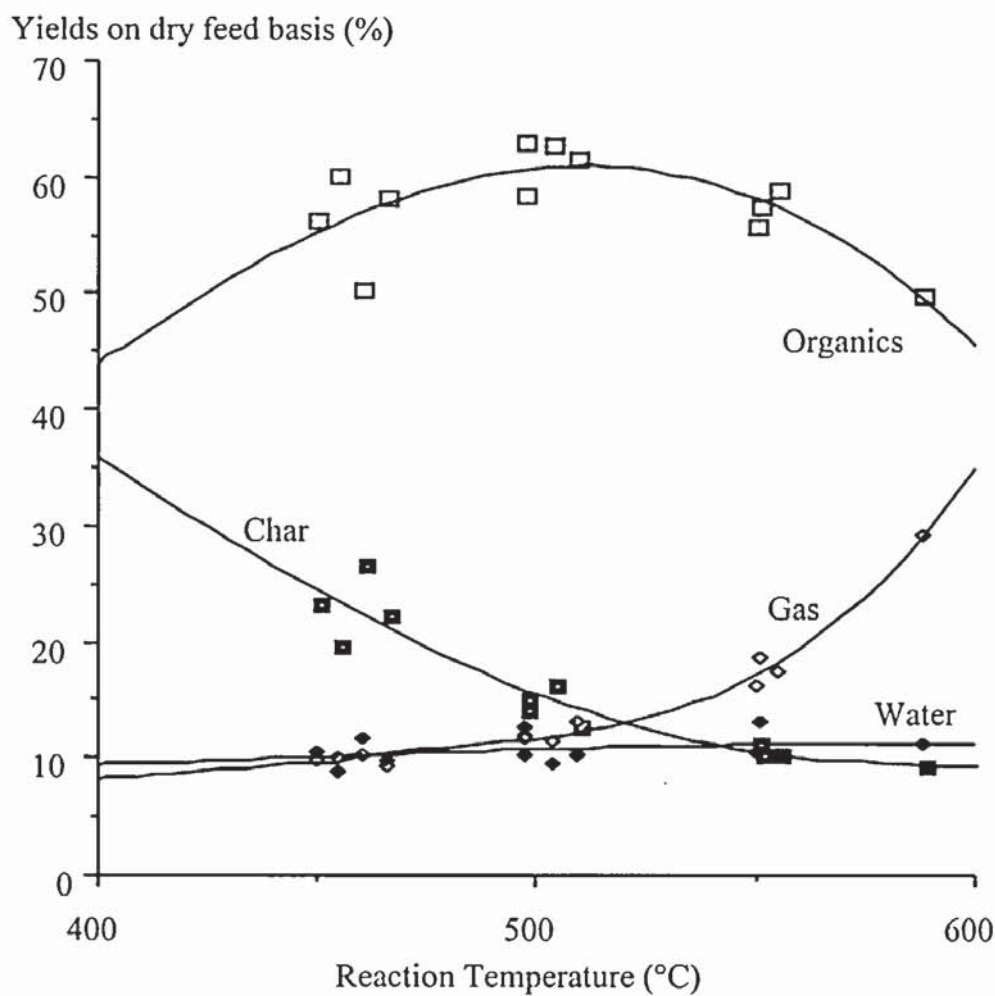 Yields on dry feed basis (%)
70
60
50
40
30
20
10
0
Organics
Char
Gas
Water
400
500
600
Reaction Temperature (°C)